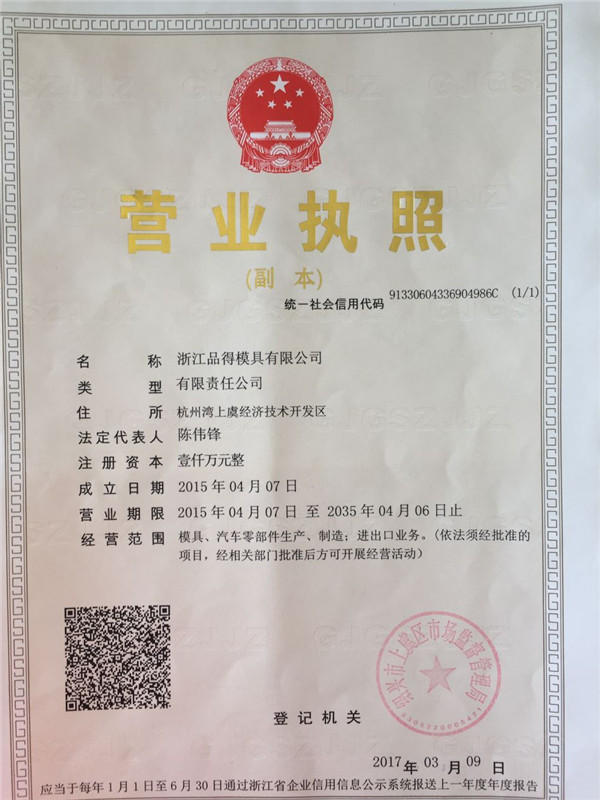 营业执照
(副 本)
统一社会信用代码 91330604336904986C (1/1)
名 称 浙江品得模具有限公司
类 型 有限责任公司
住 所 杭州湾上虞经济技术开发区
法定代表人 陈伟锋
注册资本 壹仟万元整
成立日期 2015年04月07日
营业期限 2015年04月07日 至 2035年04月06日止
经营范围 模具、汽车零部件生产、制造;进出口业务。(依法须经批准的
项目,经相关部门批准后方可开展经营活动)
绍兴市上虞区市场监督管理局
登记机关
2017年 03月 09日
应当于每年1月1日至6月30日通过浙江省企业信用信息公示系统报送上一年度年度报告